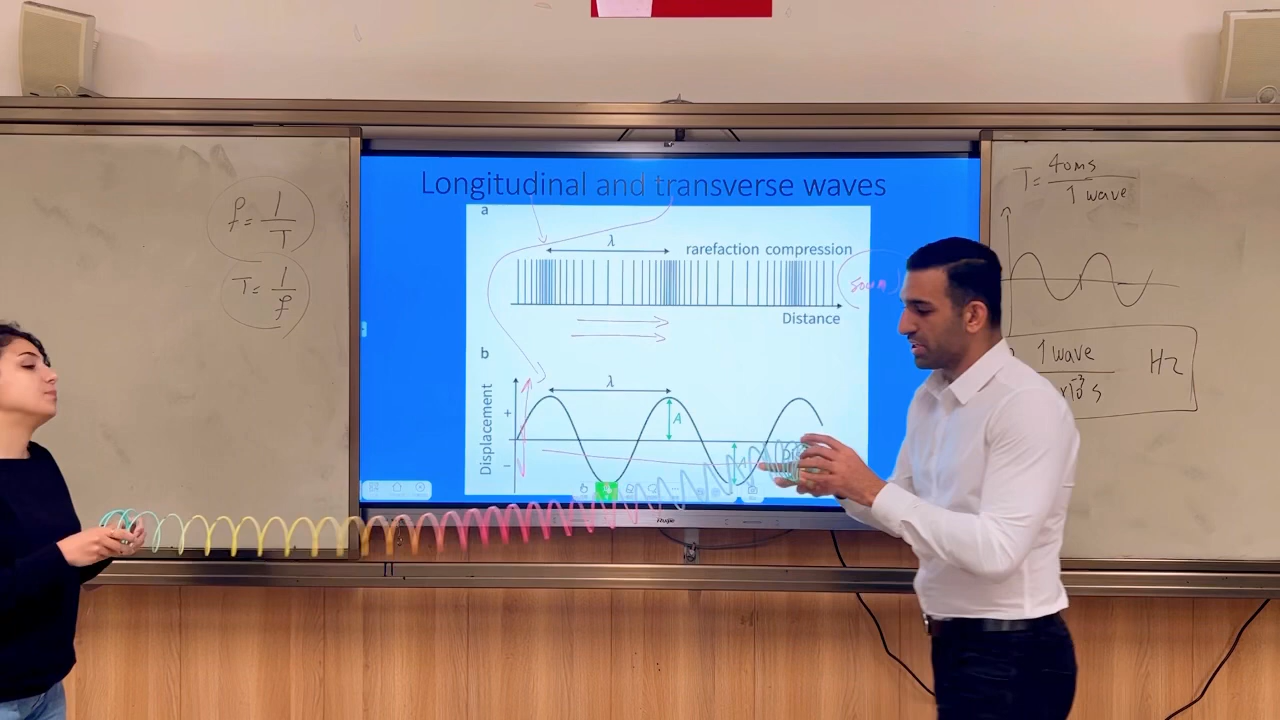 f = 1/T
T = 1/f
Longitudinal and transverse waves
a
λ
rarefaction compression
Distance
b
λ
Displacement
+
A
−
T = 40ms / 1 wave
1 wave
Hz